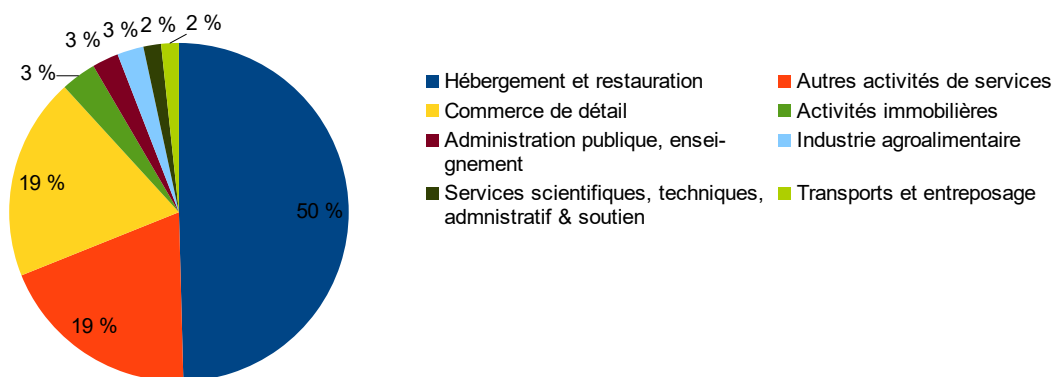 3 % 3 % 3 % 2 % 2 %
19 %
50 %
19 %
Hébergement et restauration
Autres activités de services
Commerce de détail
Activités immobilières
Administration publique, ensei-
gnement
Industrie agroalimentaire
Services scientifiques, techniques,
admnistratif & soutien
Transports et entreposage